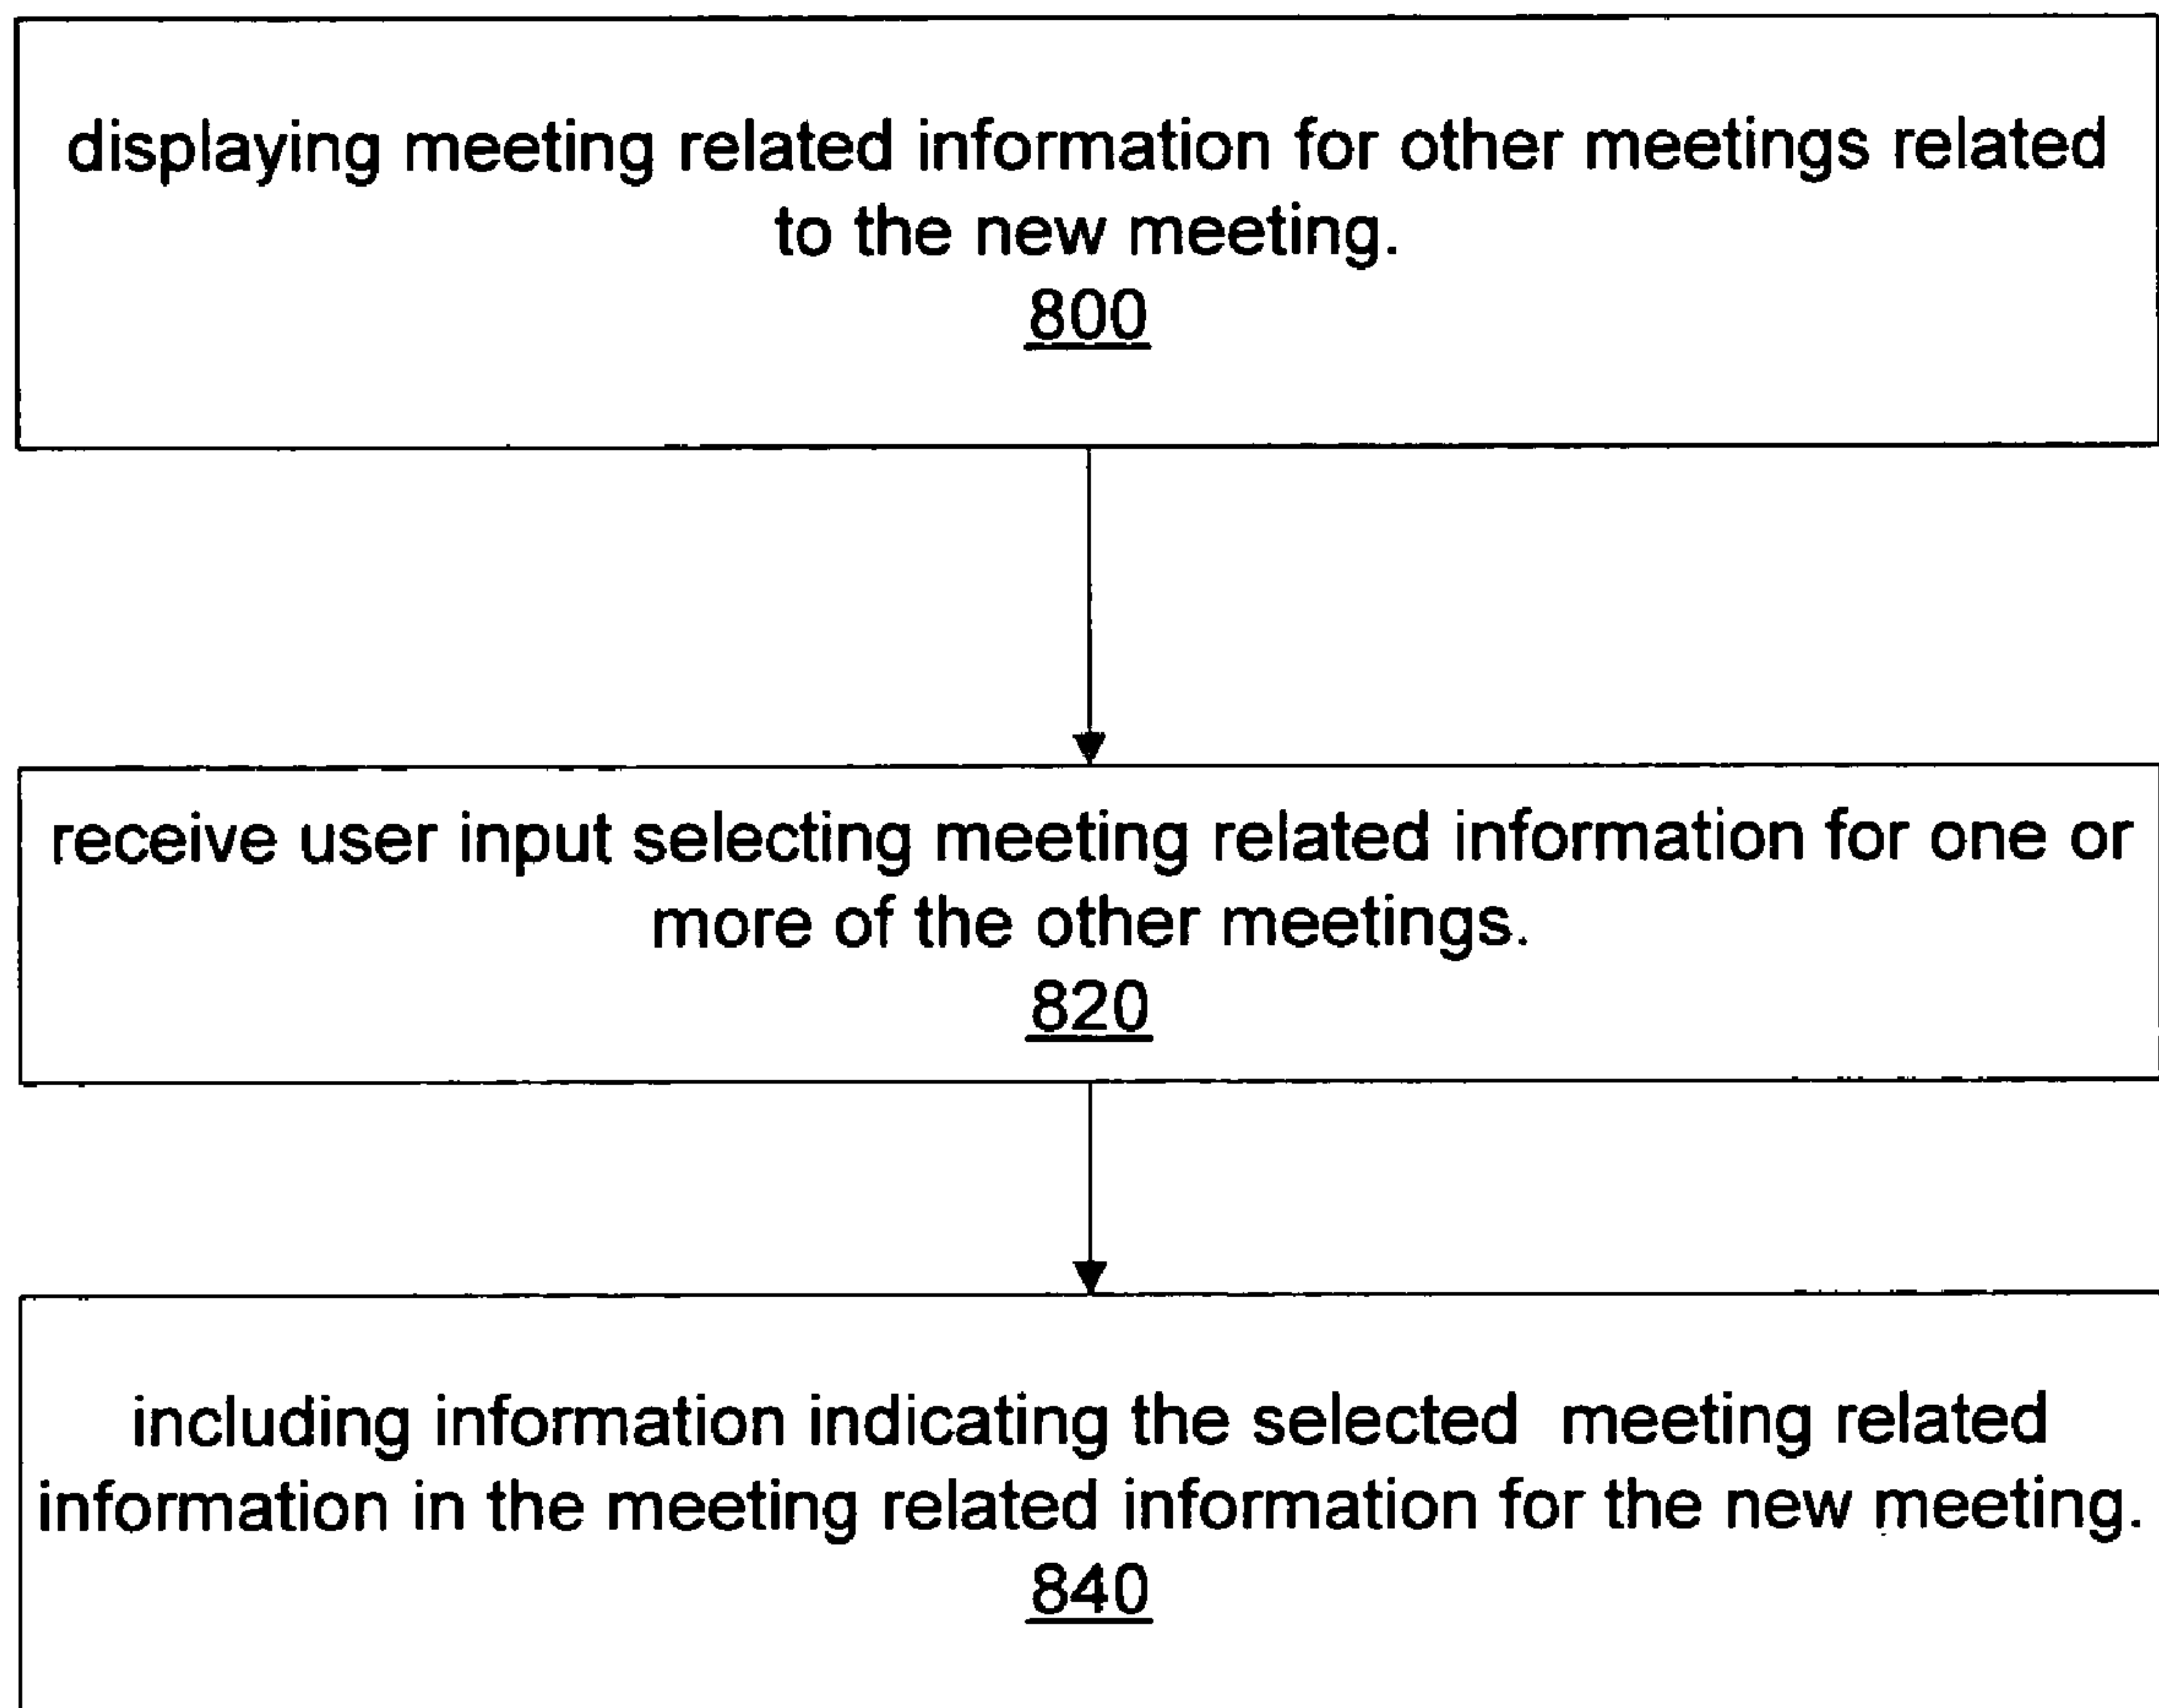 displaying meeting related information for other meetings related
to the new meeting.
800
receive user input selecting meeting related information for one or
more of the other meetings.
820
including information indicating the selected meeting related
information in the meeting related information for the new meeting.
840